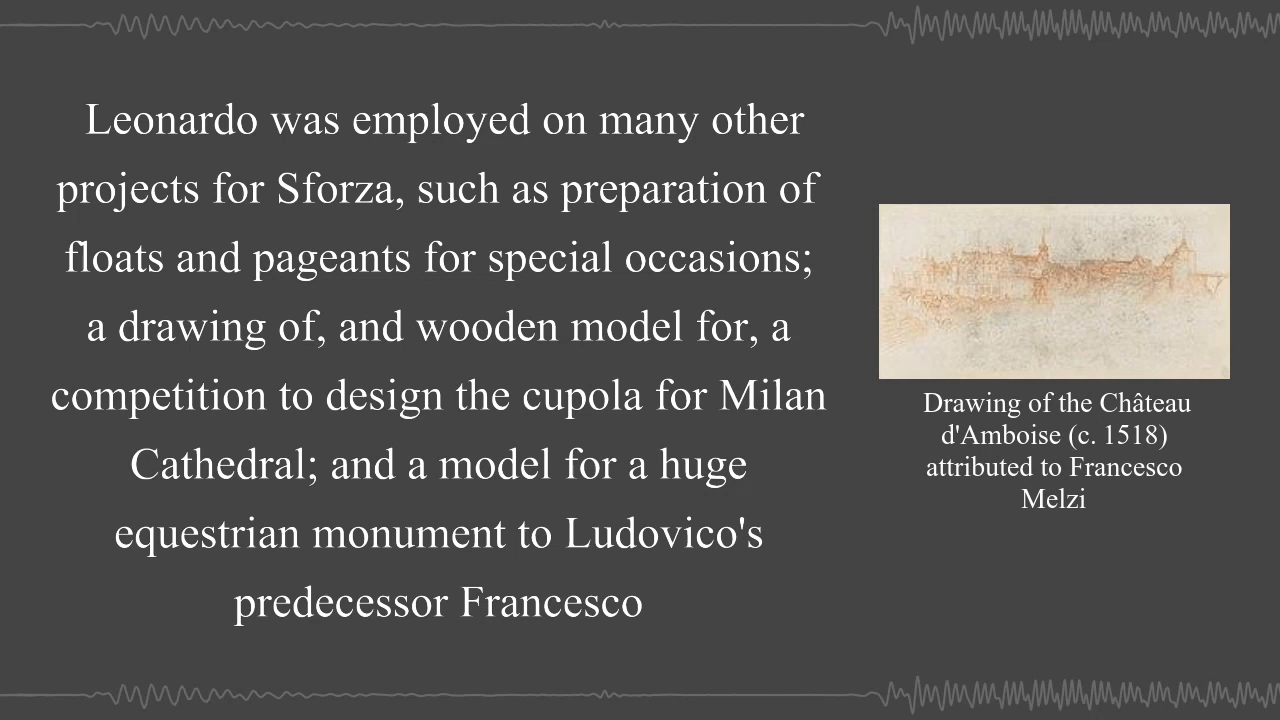 Leonardo was employed on many other
projects for Sforza, such as preparation of
floats and pageants for special occasions;
a drawing of, and wooden model for, a
competition to design the cupola for Milan
Cathedral; and a model for a huge
equestrian monument to Ludovico's
predecessor Francesco
Drawing of the Château
d'Amboise (c. 1518)
attributed to Francesco
Melzi